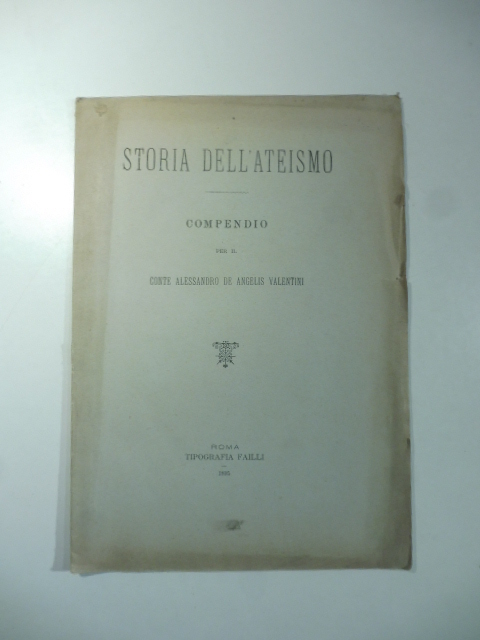 STORIA DELL'ATEISMO
COMPENDIO
PER IL
CONTE ALESSANDRO DE ANGELIS VALENTINI
ROMA
TIPOGRAFIA FAILLI